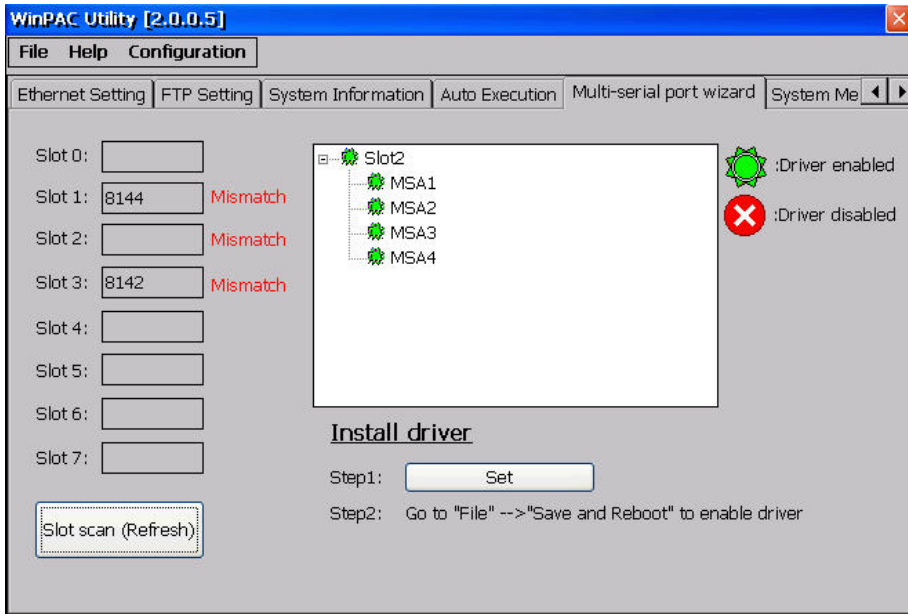 WinPAC Utility [2.0.0.5]
File Help Configuration
Ethernet Setting FTP Setting System Information Auto Execution Multi-serial port wizard System Me
Slot 0:
Slot 1: 8144 Mismatch
Slot 2: Mismatch
Slot 3: 8142 Mismatch
Slot 4:
Slot 5:
Slot 6:
Slot 7:
Slot scan (Refresh)
Slot2
MSA1
MSA2
MSA3
MSA4
:Driver enabled
:Driver disabled
Install driver
Step1: Set
Step2: Go to "File" -->"Save and Reboot" to enable driver